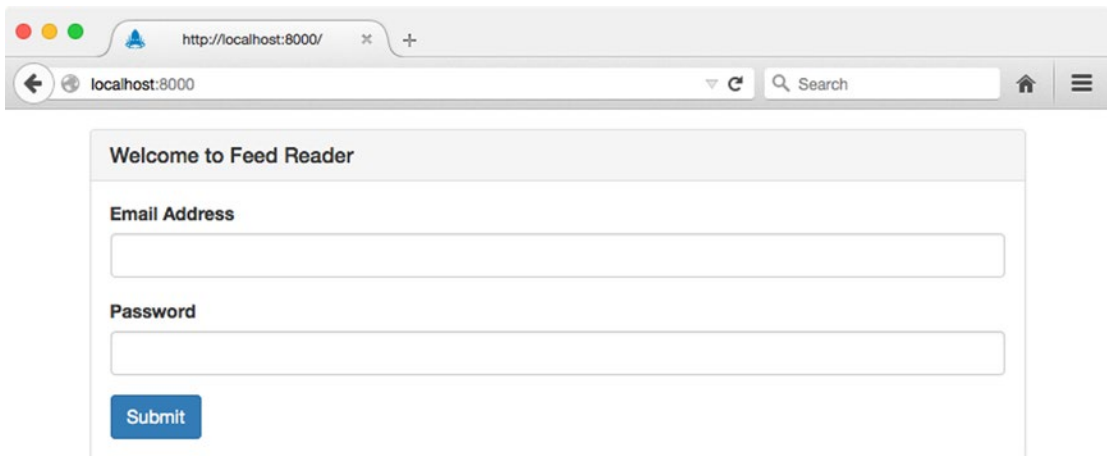 http://localhost:8000/
localhost:8000
Search
Welcome to Feed Reader
Email Address
Password
Submit